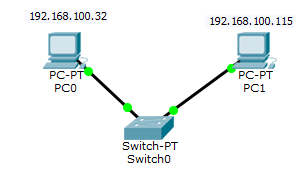 192.168.100.32
192.168.100.115
PC-PT
PC0
PC-PT
PC1
Switch-PT
Switch0